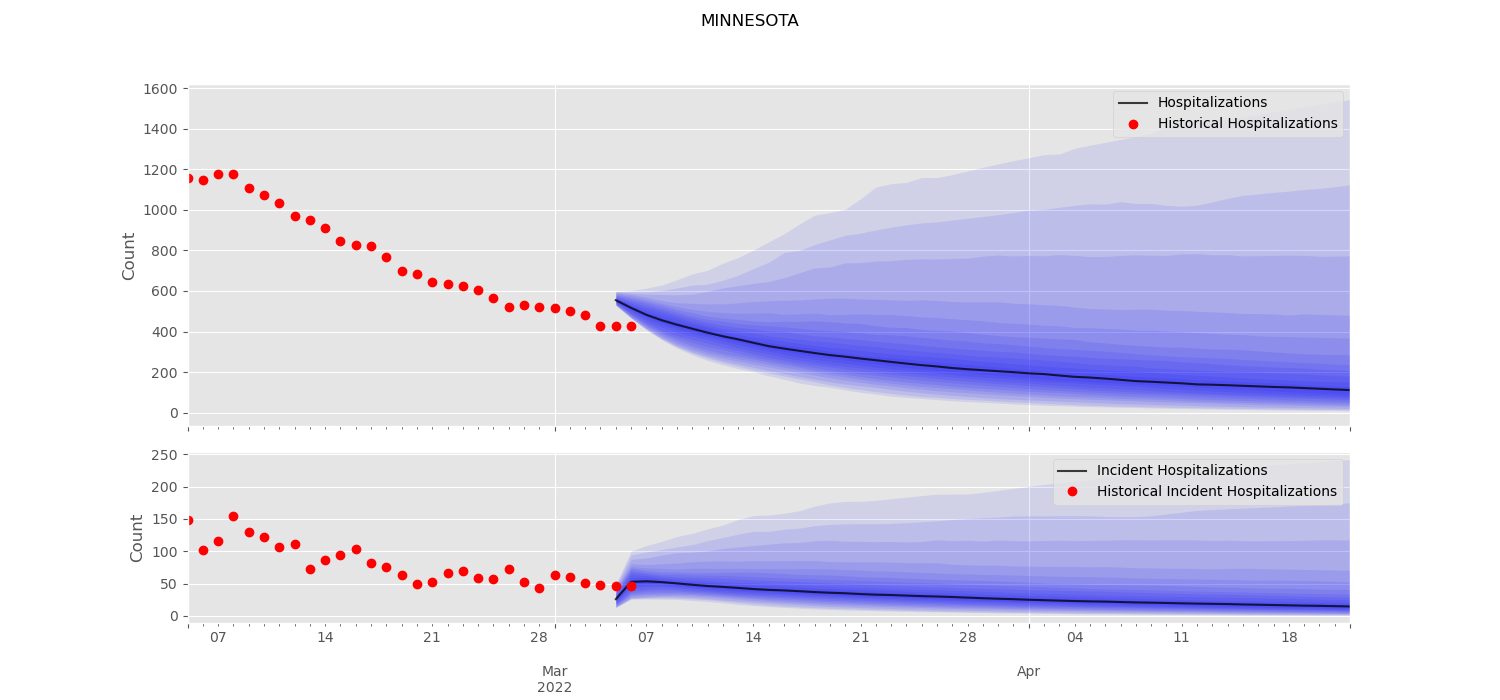 MINNESOTA
1600
1400
1200
1000
800
600
400
200
0
Count
Hospitalizations
Historical Hospitalizations
250
200
150
100
50
0
Count
Incident Hospitalizations
Historical Incident Hospitalizations
07 14 21 28 07 14 21 28 04 11 18
Mar Apr
2022